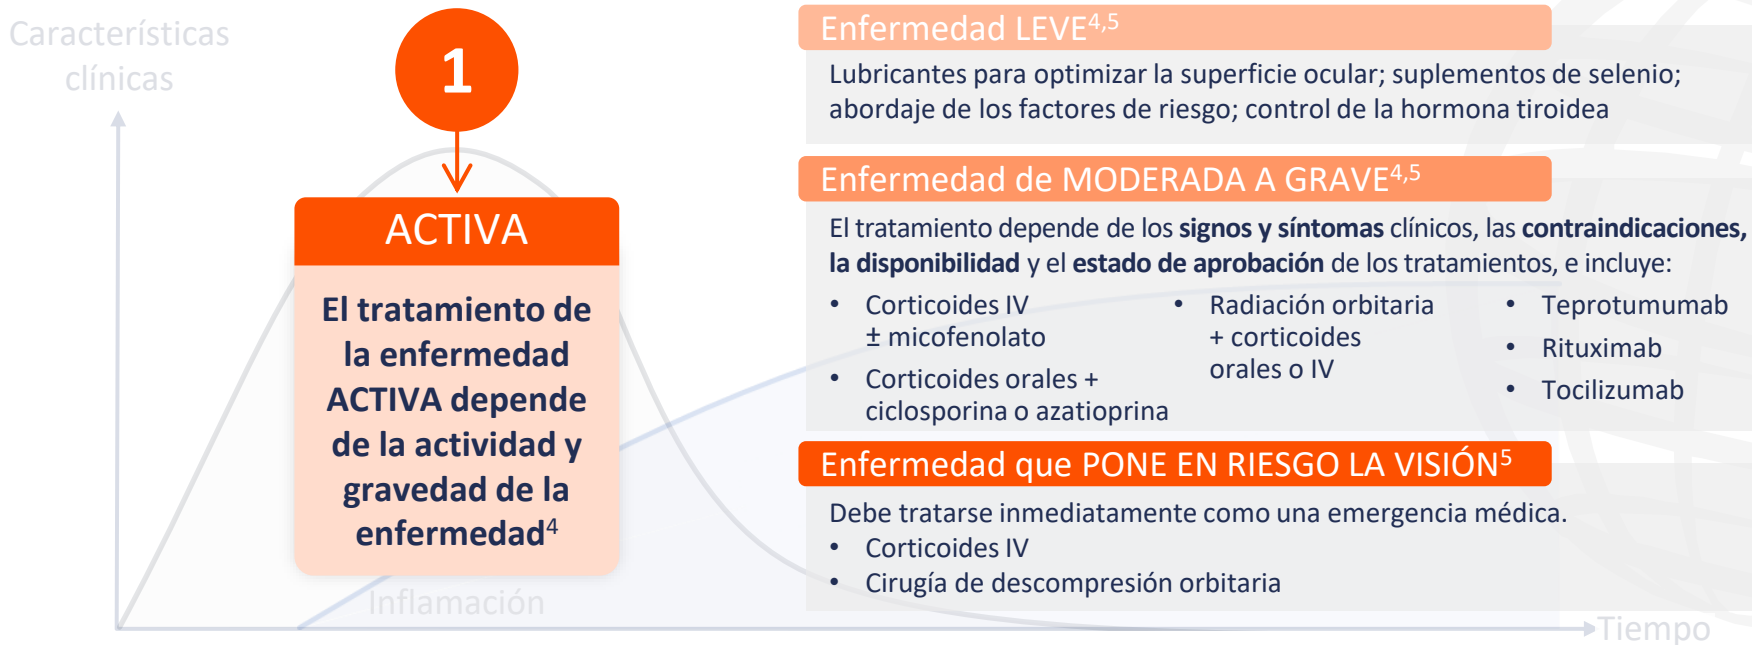 Características
clínicas
1
ACTIVA
El tratamiento de
la enfermedad
ACTIVA depende
de la actividad y
gravedad de la
enfermedad4
Inflamación
Tiempo
Enfermedad LEVE4,5
Lubricantes para optimizar la superficie ocular; suplementos de selenio;
abordaje de los factores de riesgo; control de la hormona tiroidea
Enfermedad de MODERADA A GRAVE4,5
El tratamiento depende de los signos y síntomas clínicos, las contraindicaciones,
la disponibilidad y el estado de aprobación de los tratamientos, e incluye:
• Corticoides IV
± micofenolato
• Corticoides orales +
ciclosporina o azatioprina
• Radiación orbitaria
+ corticoides
orales o IV
• Teprotumumab
• Rituximab
• Tocilizumab
Enfermedad que PONE EN RIESGO LA VISIÓN5
Debe tratarse inmediatamente como una emergencia médica.
• Corticoides IV
• Cirugía de descompresión orbitaria